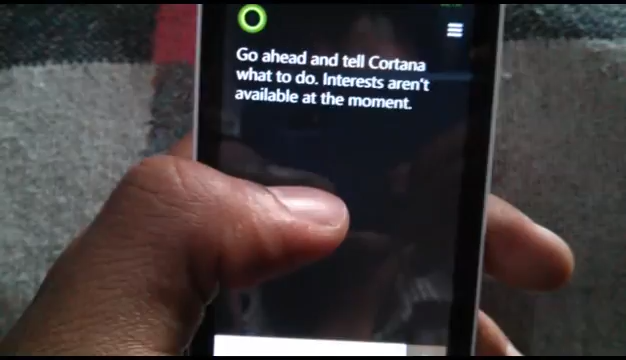 Go ahead and tell Cortana
what to do. Interests aren't
available at the moment.